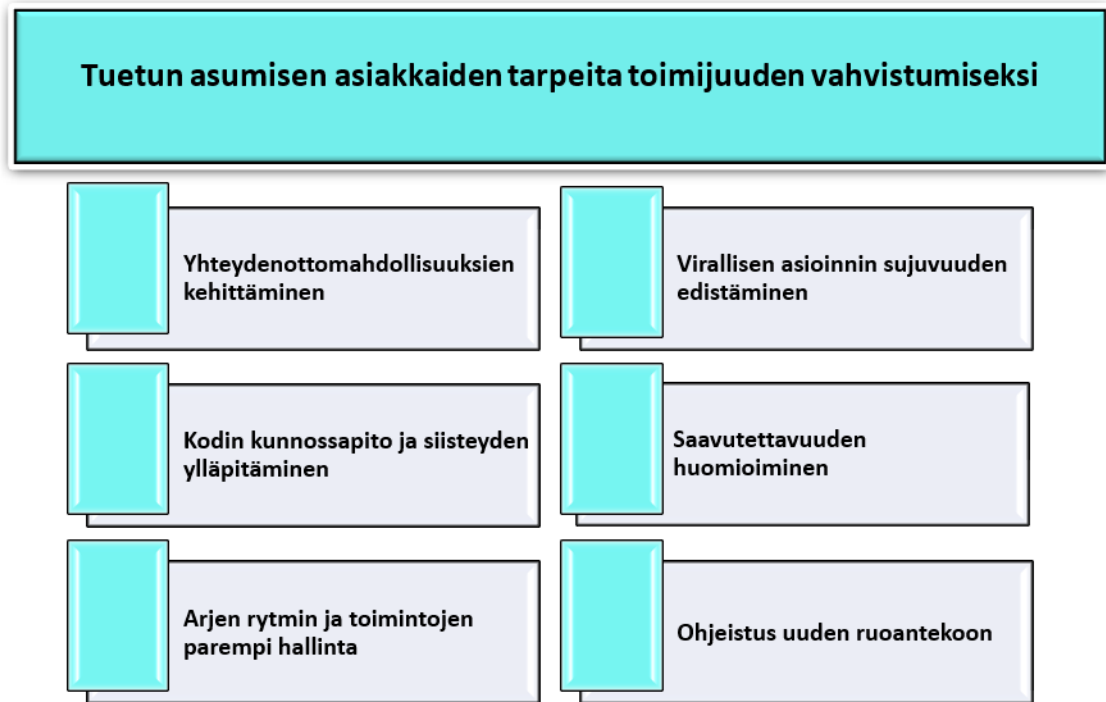 Tuetun asumisen asiakkaiden tarpeita toimijuuden vahvistumiseksi
Yhteydenottomahdollisuuksien
kehittäminen
Virallisen asioinnin sujuvuuden
edistäminen
Kodin kunnossapito ja siisteyden
ylläpitäminen
Saavutettavuuden
huomioiminen
Arjen rytmin ja toimintojen
parempi hallinta
Ohjeistus uuden ruoantekoon